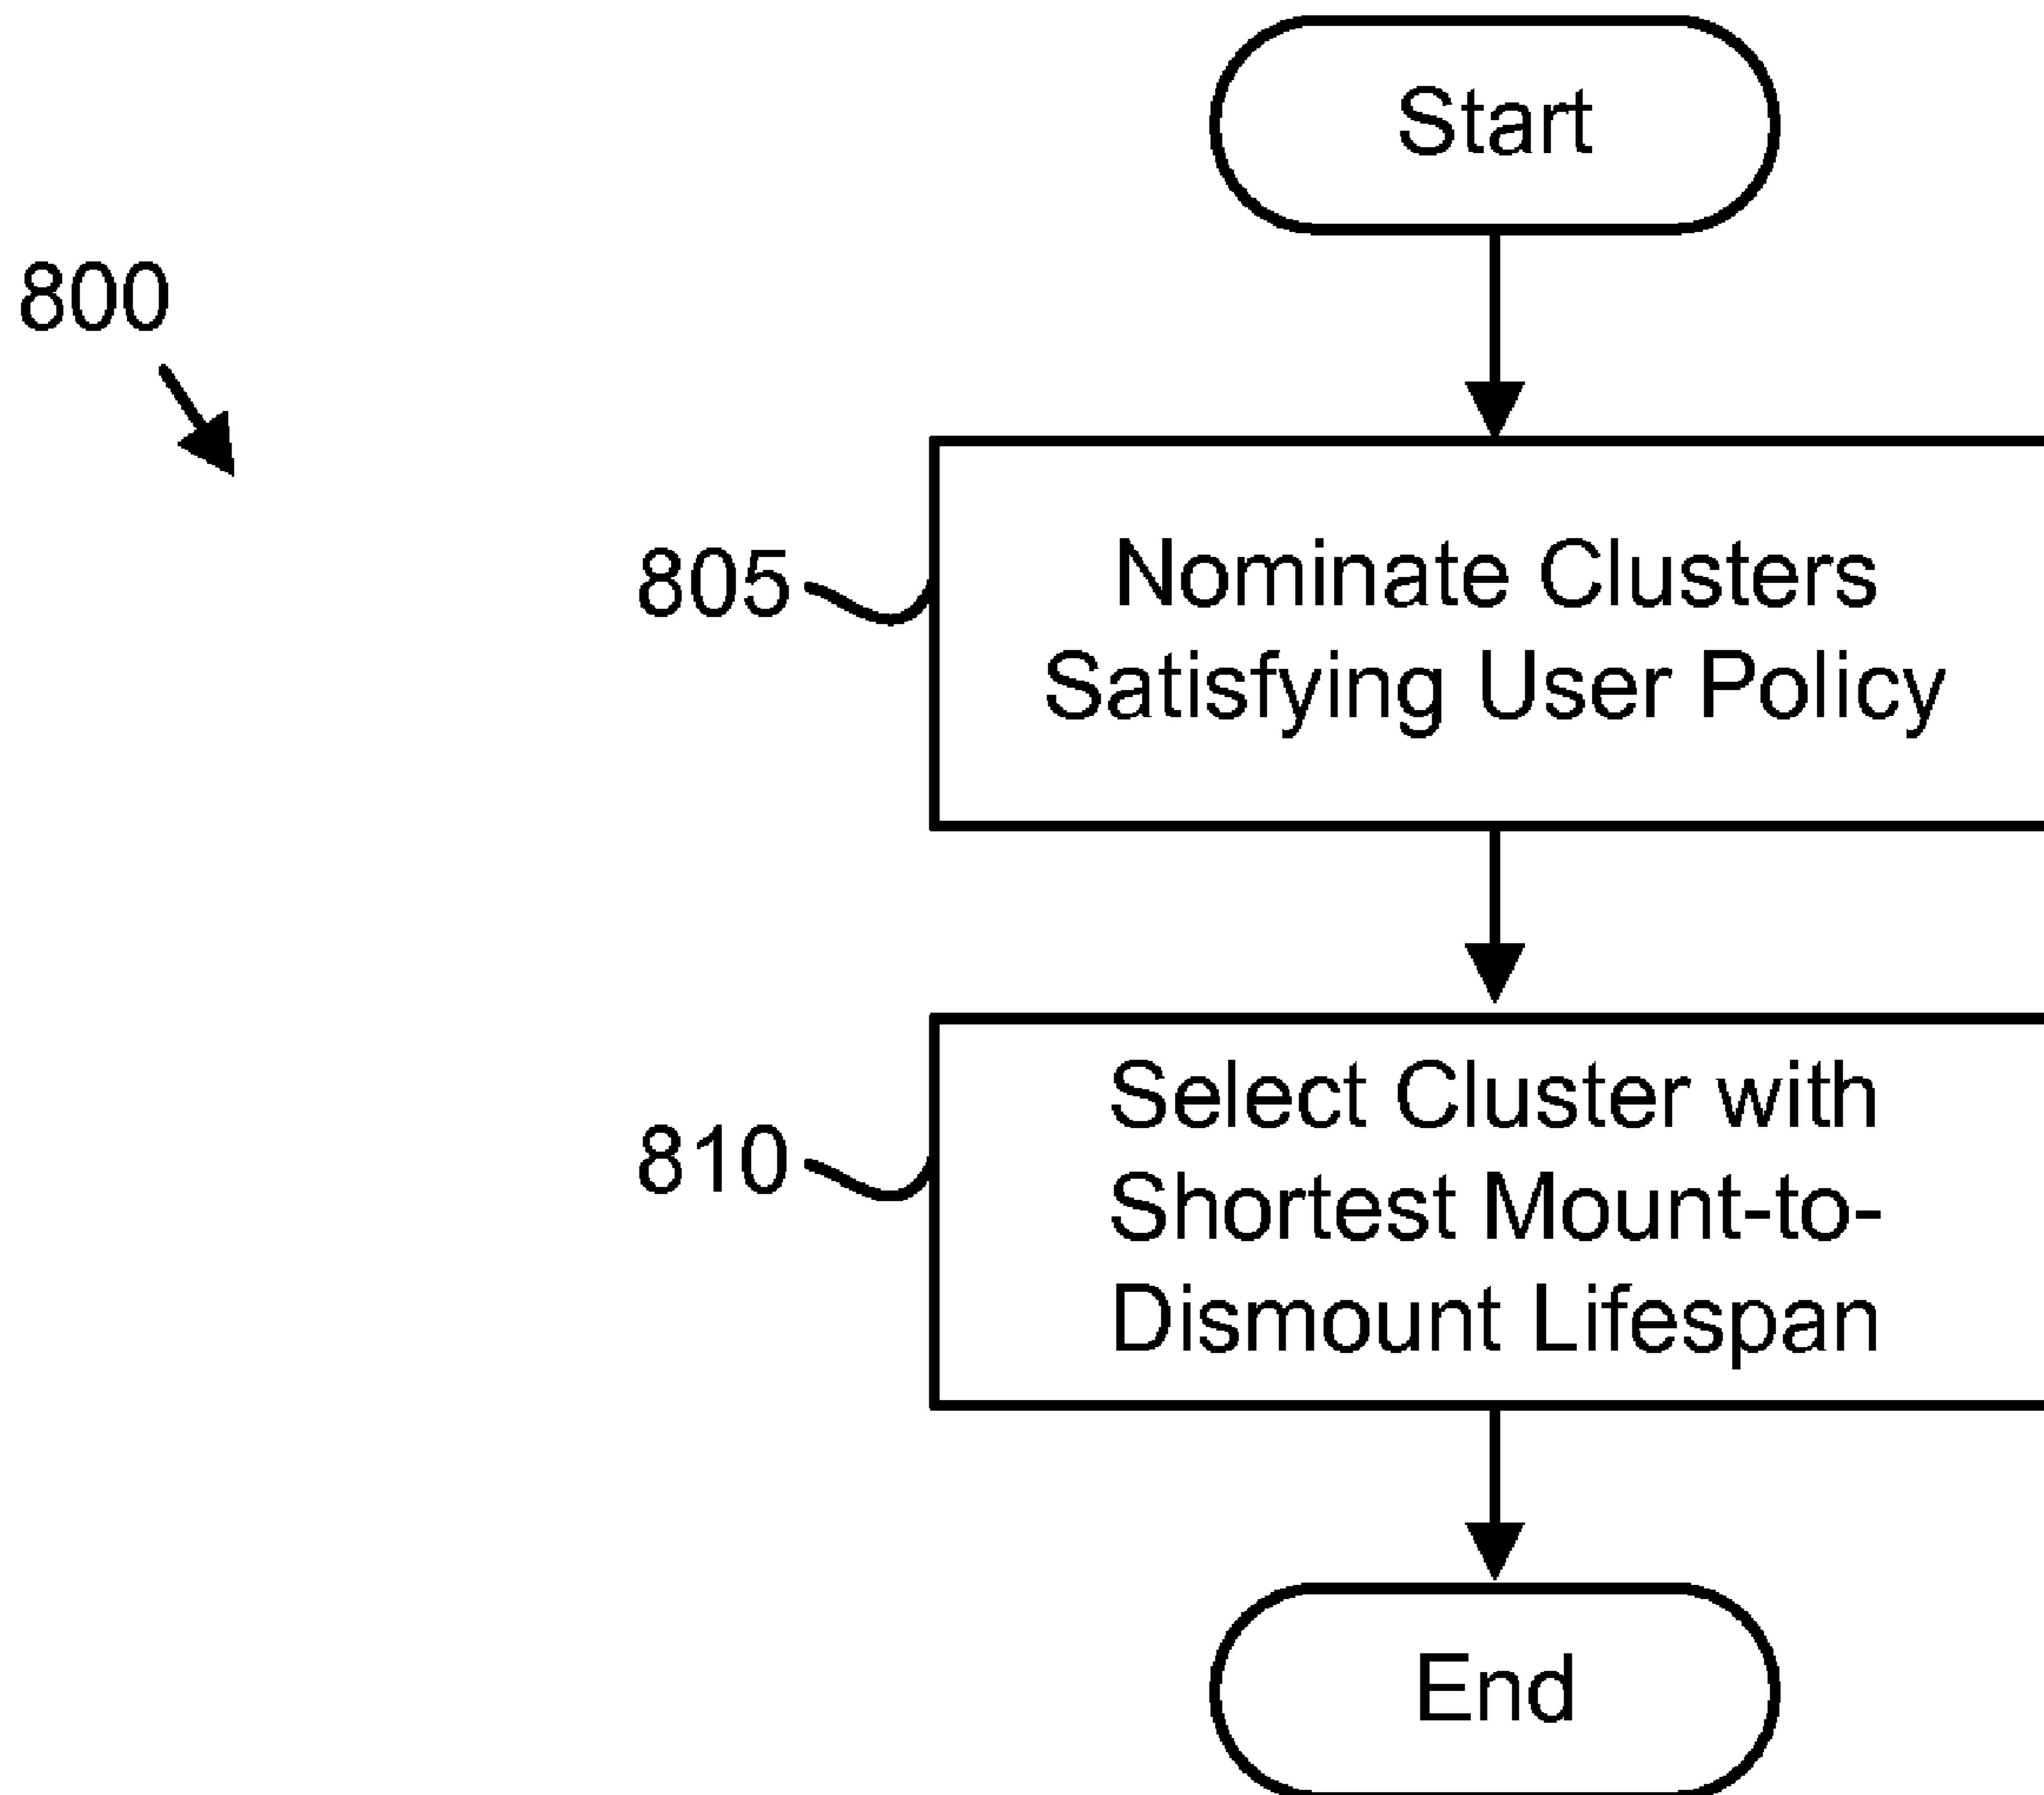 Start
800
805
Nominate Clusters
Satisfying User Policy
810
Select Cluster with
Shortest Mount-to-
Dismount Lifespan
End